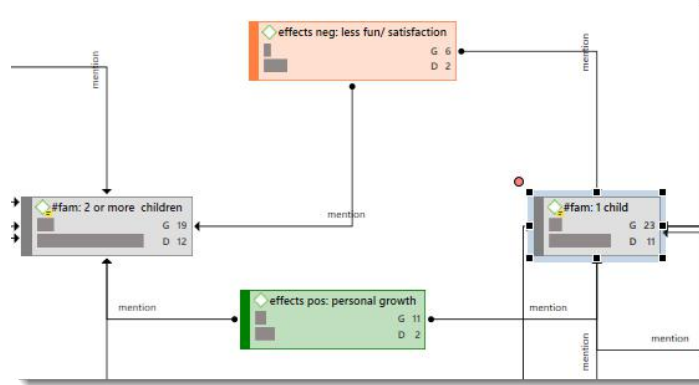 effects neg: less fun/ satisfaction
G 6
D 2
mention
mention
#fam: 2 or more children
G 19
D 12
mention
#fam: 1 child
G 23
D 11
effects pos: personal growth
G 11
D 2
mention
mention
mention
mention